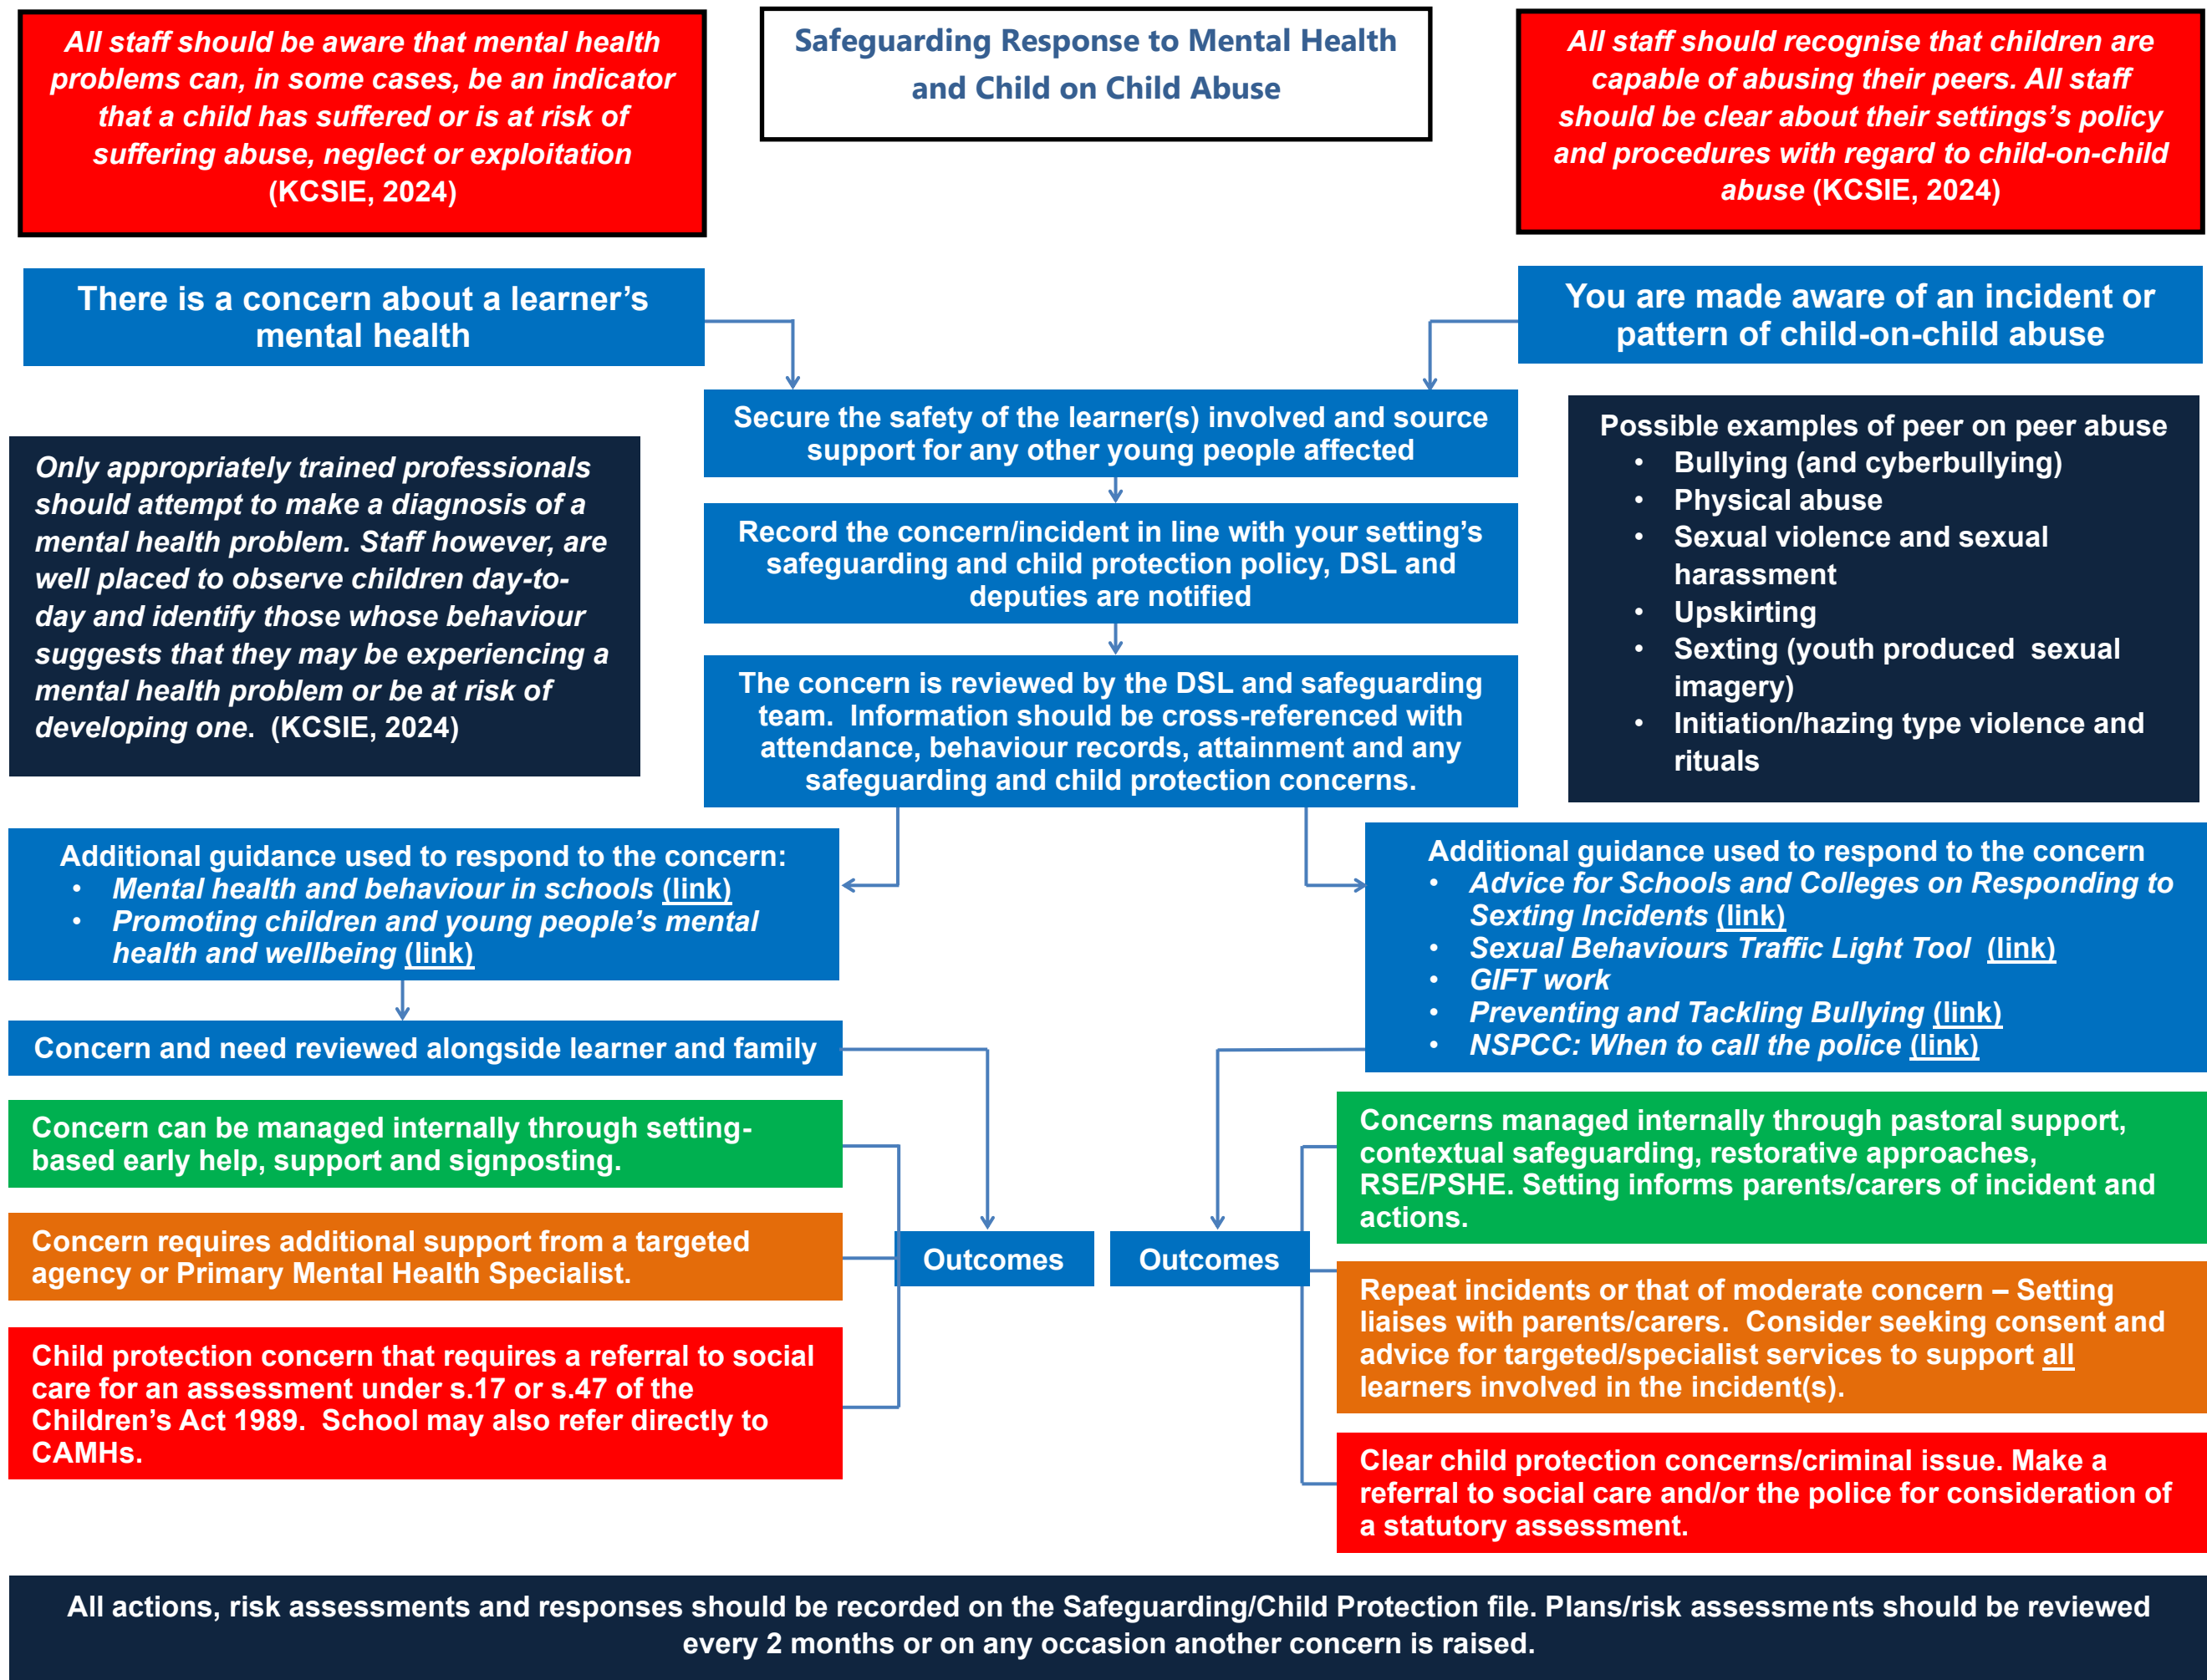 All staff should be aware that mental health
problems can, in some cases, be an indicator
that a child has suffered or is at risk of
suffering abuse, neglect or exploitation
(KCSIE, 2024)
Safeguarding Response to Mental Health
and Child on Child Abuse
All staff should recognise that children are
capable of abusing their peers. All staff
should be clear about their settings's policy
and procedures with regard to child-on-child
abuse (KCSIE, 2024)
There is a concern about a learner’s
mental health
You are made aware of an incident or
pattern of child-on-child abuse
Secure the safety of the learner(s) involved and source
support for any other young people affected
Only appropriately trained professionals
should attempt to make a diagnosis of a
mental health problem. Staff however, are
well placed to observe children day-to-
day and identify those whose behaviour
suggests that they may be experiencing a
mental health problem or be at risk of
developing one. (KCSIE, 2024)
Record the concern/incident in line with your setting’s
safeguarding and child protection policy, DSL and
deputies are notified
Possible examples of peer on peer abuse
• Bullying (and cyberbullying)
• Physical abuse
• Sexual violence and sexual
harassment
• Upskirting
• Sexting (youth produced sexual
imagery)
• Initiation/hazing type violence and
rituals
The concern is reviewed by the DSL and safeguarding
team. Information should be cross-referenced with
attendance, behaviour records, attainment and any
safeguarding and child protection concerns.
Additional guidance used to respond to the concern:
• Mental health and behaviour in schools (link)
• Promoting children and young people’s mental
health and wellbeing (link)
Additional guidance used to respond to the concern
• Advice for Schools and Colleges on Responding to
Sexting Incidents (link)
• Sexual Behaviours Traffic Light Tool (link)
• GIFT work
• Preventing and Tackling Bullying (link)
• NSPCC: When to call the police (link)
Concern and need reviewed alongside learner and family
Concern can be managed internally through setting-
based early help, support and signposting.
Concern requires additional support from a targeted
agency or Primary Mental Health Specialist.
Child protection concern that requires a referral to social
care for an assessment under s.17 or s.47 of the
Children’s Act 1989. School may also refer directly to
CAMHs.
Outcomes
Outcomes
Concerns managed internally through pastoral support,
contextual safeguarding, restorative approaches,
RSE/PSHE. Setting informs parents/carers of incident and
actions.
Repeat incidents or that of moderate concern – Setting
liaises with parents/carers. Consider seeking consent and
advice for targeted/specialist services to support all
learners involved in the incident(s).
Clear child protection concerns/criminal issue. Make a
referral to social care and/or the police for consideration of
a statutory assessment.
All actions, risk assessments and responses should be recorded on the Safeguarding/Child Protection file. Plans/risk assessments should be reviewed
every 2 months or on any occasion another concern is raised.